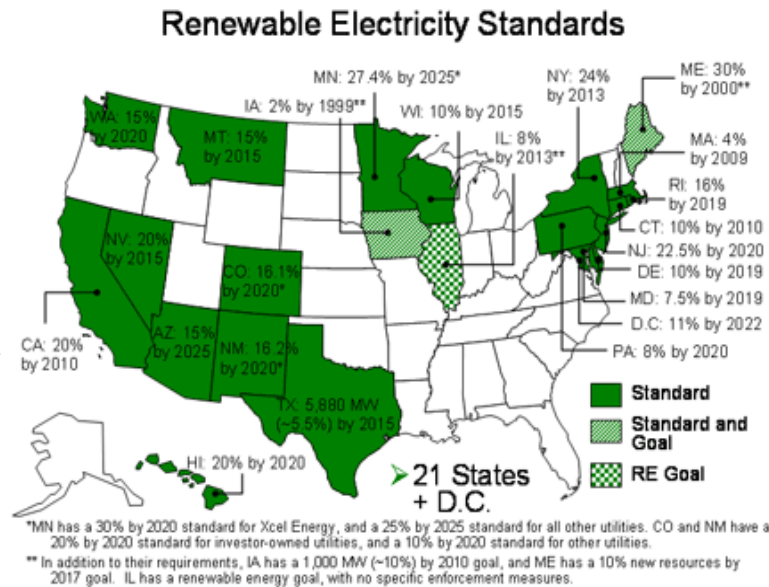 Renewable Electricity Standards
MN: 27.4% by 2025*
IA: 2% by 1999**
WI: 10% by 2015
IL: 8%
by 2013**
NY: 24%
by 2013
ME: 30%
by 2000**
MA: 4%
by 2009
RI: 16%
by 2019
CT: 10% by 2010
NJ: 22.5% by 2020
DE: 10% by 2019
MD: 7.5% by 2019
D.C: 11% by 2022
PA: 8% by 2020
WA: 15%
by 2020
MT: 15%
by 2015
NV: 20%
by 2015
CO: 16.1%
by 2020*
CA: 20%
by 2010
AZ: 15%
by 2025
NM: 16.2%
by 2020*
TX: 5,880 MW
(~5.5%) by 2015
HI: 20% by 2020
Standard
Standard and
Goal
RE Goal
21 States
+ D.C.
*MN has a 30% by 2020 standard for Xcel Energy, and a 25% by 2025 standard for all other utilities. CO and NM have a
20% by 2020 standard for investor-owned utilities, and a 10% by 2020 standard for other utilities.
** In addition to their requirements, IA has a 1,000 MW (~10%) by 2010 goal, and ME has a 10% new resources by
2017 goal. IL has a renewable energy goal, with no specific enforcement measures.